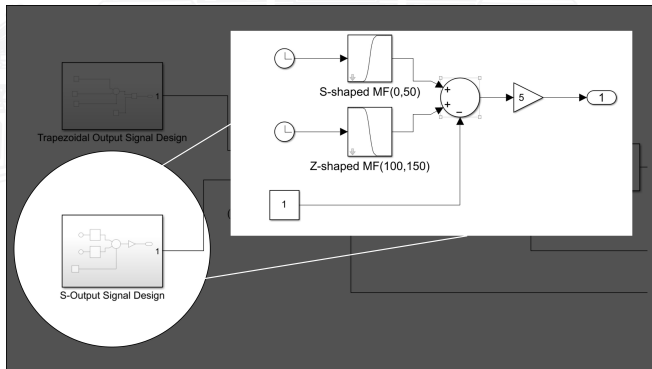 S-shaped MF(0,50)
+
+
−
5
1
Z-shaped MF(100,150)
1
1
Trapezoidal Output Signal Design
1
S-Output Signal Design